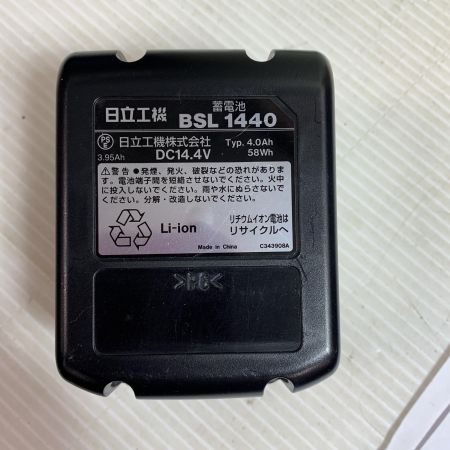 日立工機 蓄電池 BSL 1440
PS E 日立工機株式会社 Typ. 4.0Ah
3.95Ah DC14.4V 58Wh
⚠警告 ●発煙、発火、破裂などの恐れがありま
す。電池端子間を短絡させないでください。火中
に投入しないでください。雨や水にぬらさないで
ください。分解・改造しないでください。
Li-ion
リチウムイオン電池は
リサイクルへ
Made in China C343908A